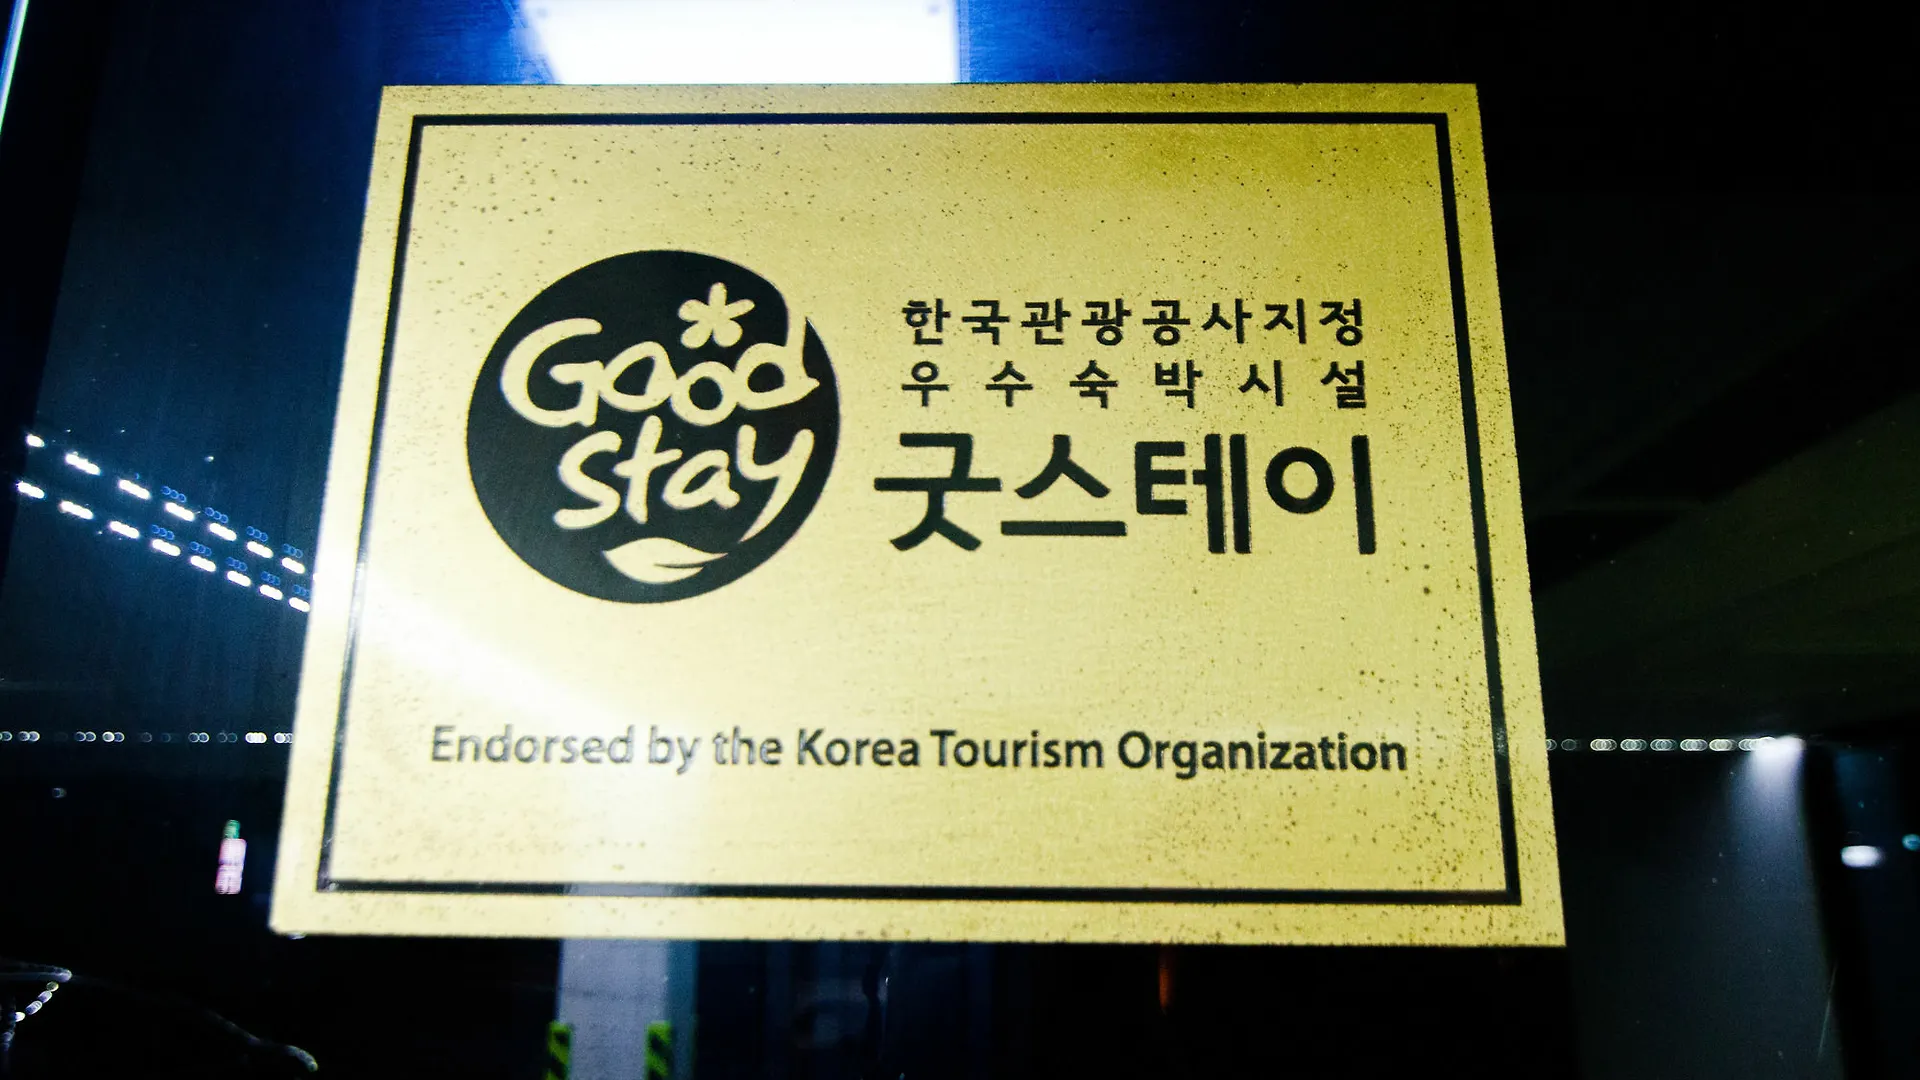 Good
stay
한국관광공사지정
우수숙박시설
굿스테이
Endorsed by the Korea Tourism Organization